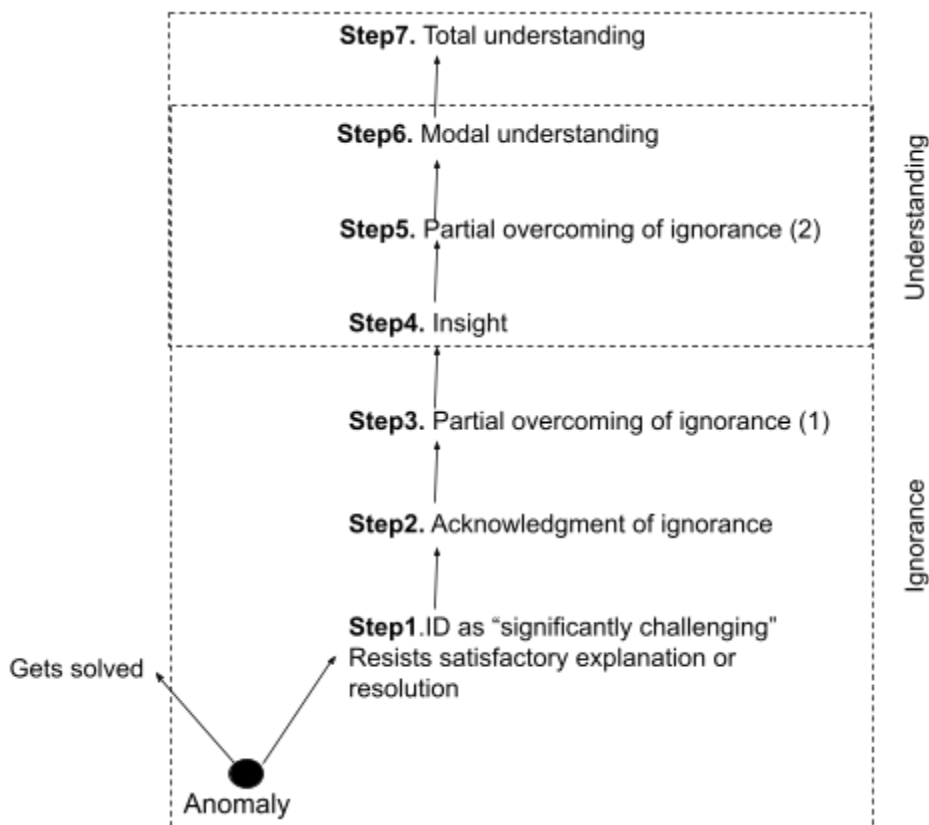 Step7. Total understanding
Step6. Modal understanding
Step5. Partial overcoming of ignorance (2)
Understanding
Step4. Insight
Step3. Partial overcoming of ignorance (1)
Step2. Acknowledgment of ignorance
Ignorance
Step1.ID as “significantly challenging”
Resists satisfactory explanation or
resolution
Gets solved
Anomaly